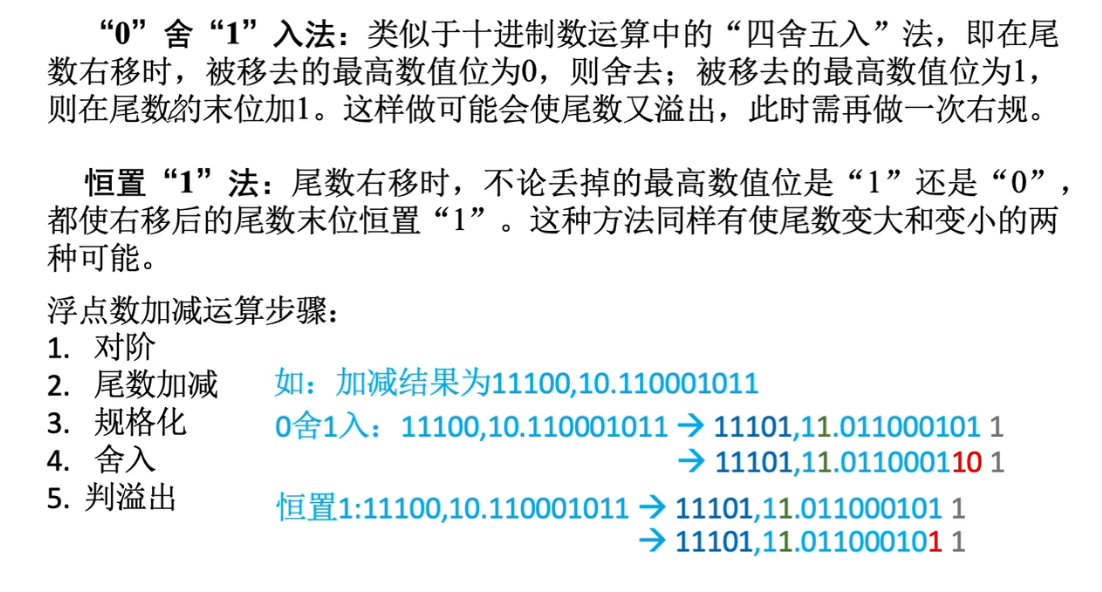 “0”舍“1”入法：类似于十进制数运算中的“四舍五入”法，即在尾
数右移时，被移去的最高数值位为0，则舍去；被移去的最高数值位为1，
则在尾数的末位加1。这样做可能会使尾数又溢出，此时需再做一次右规。
恒置“1”法：尾数右移时，不论丢掉的最高数值位是“1”还是“0”，
都使右移后的尾数末位恒置“1”。这种方法同样有使尾数变大和变小的两
种可能。
浮点数加减运算步骤：
1. 对阶
2. 尾数加减
3. 规格化
4. 舍入
5. 判溢出
如：加减结果为11100,10.110001011
0舍1入：11100,10.110001011 → 11101,11.011000101 1
→ 11101,11.011000110 1
恒置1:11100,10.110001011 → 11101,11.011000101 1
→ 11101,11.011000101 1